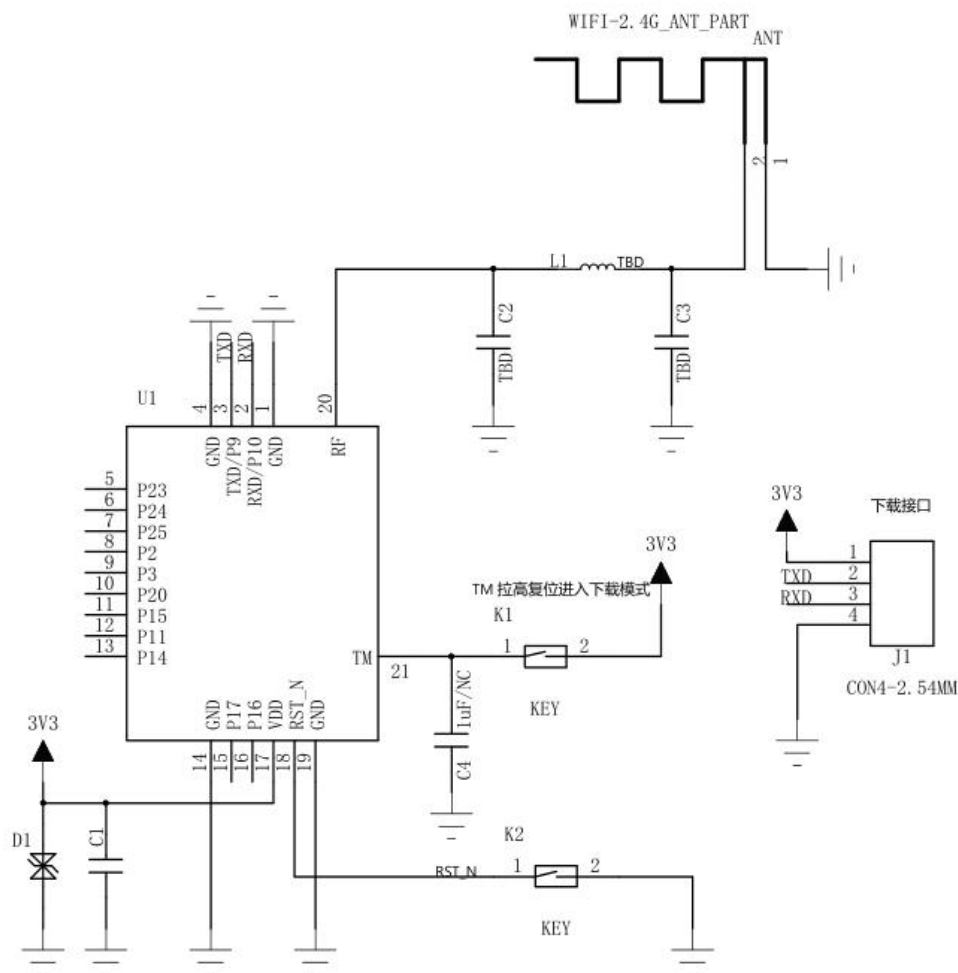 WIFI-2.4G_ANT_PART
ANT
2
1
L1
TBD
C2
TBD
C3
TBD
TXD
RXD
U1
4
3
2
1
20
GND
TXD/P9
RXD/P10
GND
RF
5
P23
6
P24
7
P25
8
P2
9
P3
10
P20
11
P15
12
P11
13
P14
3V3
下载接口
1
TXD
2
RXD
3
4
J1
CON4-2.54MM
3V3
TM 拉高复位进入下载模式
K1
1
2
TM
21
KEY
1uF/NC
C4
GND
P17
P16
VDD
RST_N
GND
14
15
16
17
18
19
3V3
D1
C1
K2
RST_N
1
2
KEY